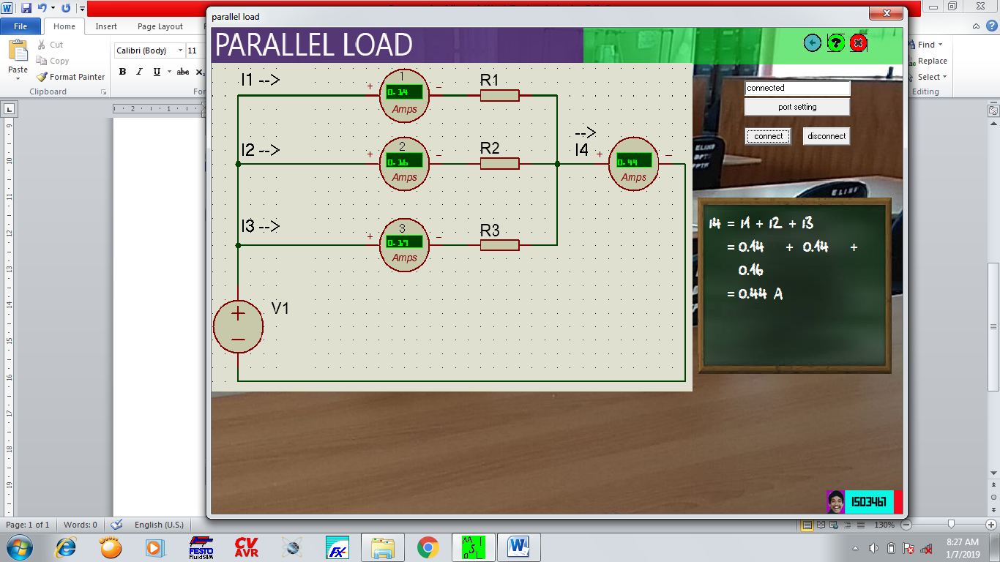 parallel load
File
Home
Insert
Page Layout
Cut
Copy
Format Painter
Paste
Clipboard
Calibri (Body)
11
B I U abc
Find
Replace
Select
Editing
PARALLEL LOAD
I1 -->
1
0.14
Amps
+
−
R1
I2 -->
2
0.16
Amps
+
−
R2
-->
I4
+
0.44
Amps
−
I3 -->
3
Amps
+
−
R3
V1
connected
port setting
connect
disconnect
I4 = I1 + I2 + I3
= 0.14 + 0.14 +
0.16
= 0.44 A
1503467
Page: 1 of 1
Words: 0
English (U.S.)
130%
FESTO
FluidSIM
CV
AVR
FX
8:27 AM
1/7/2019